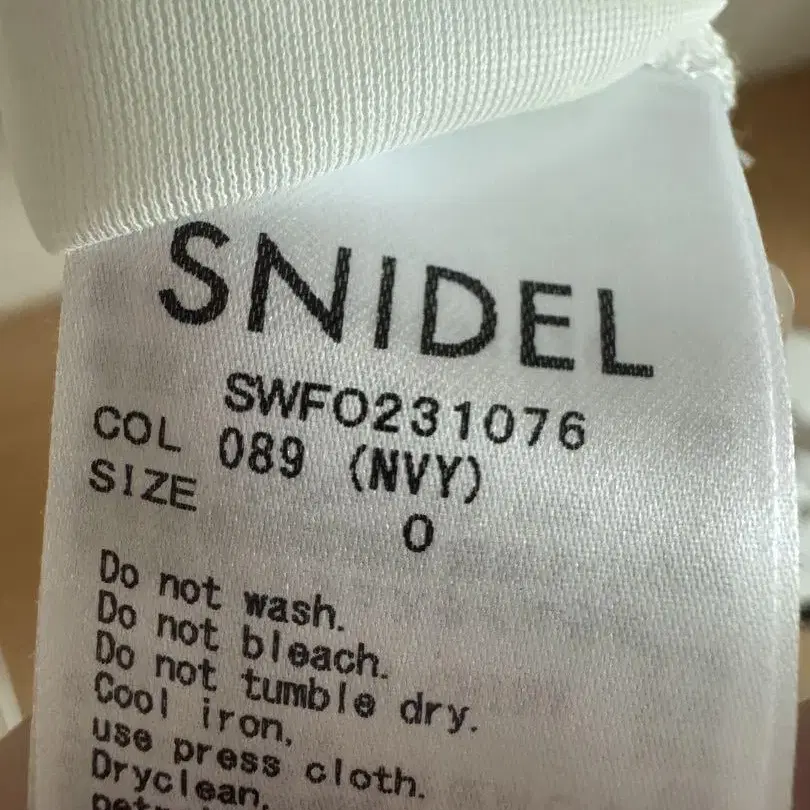 SNIDEL
SWFO231076
COL 089 (NVY)
SIZE 0
Do not wash.
Do not bleach.
Do not tumble dry.
Cool iron,
use press cloth.
Dryclean,